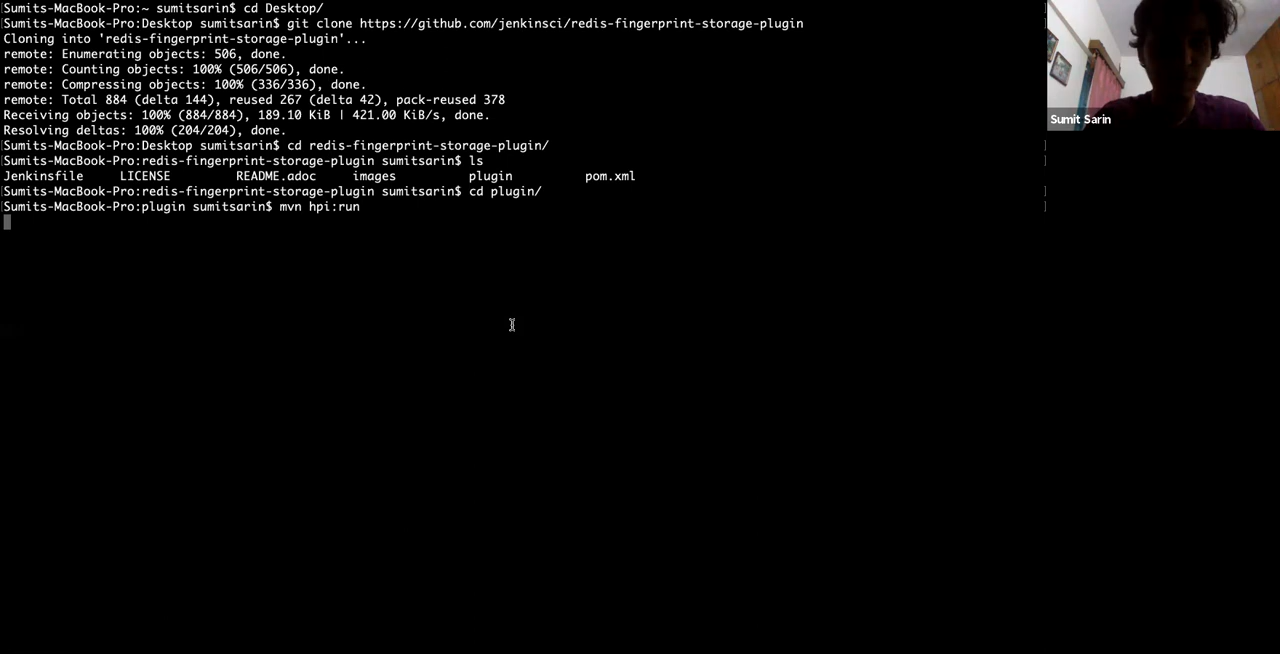 Sumits-MacBook-Pro:~ sumitsarin$ cd Desktop/
Sumits-MacBook-Pro:Desktop sumitsarin$ git clone https://github.com/jenkinsci/redis-fingerprint-storage-plugin
Cloning into 'redis-fingerprint-storage-plugin'...
remote: Enumerating objects: 506, done.
remote: Counting objects: 100% (506/506), done.
remote: Compressing objects: 100% (336/336), done.
remote: Total 884 (delta 144), reused 267 (delta 42), pack-reused 378
Receiving objects: 100% (884/884), 189.10 KiB | 421.00 KiB/s, done.
Resolving deltas: 100% (204/204), done.
Sumits-MacBook-Pro:Desktop sumitsarin$ cd redis-fingerprint-storage-plugin/
Sumits-MacBook-Pro:redis-fingerprint-storage-plugin sumitsarin$ ls
Jenkinsfile LICENSE README.adoc images plugin pom.xml
Sumits-MacBook-Pro:redis-fingerprint-storage-plugin sumitsarin$ cd plugin/
Sumits-MacBook-Pro:plugin sumitsarin$ mvn hpi:run
Sumit Sarin